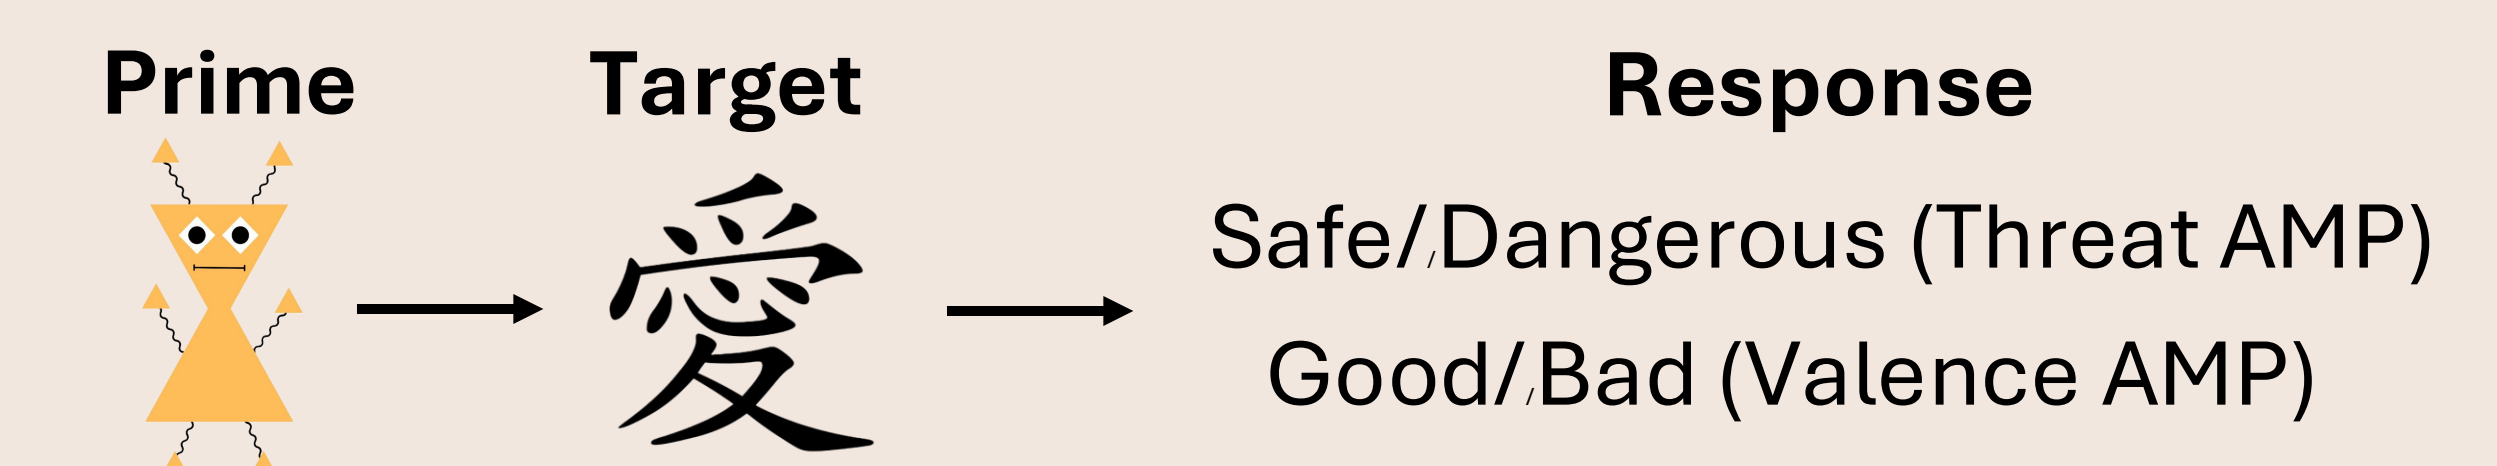 Prime Target Response
愛
Safe/Dangerous (Threat AMP)
Good/Bad (Valence AMP)